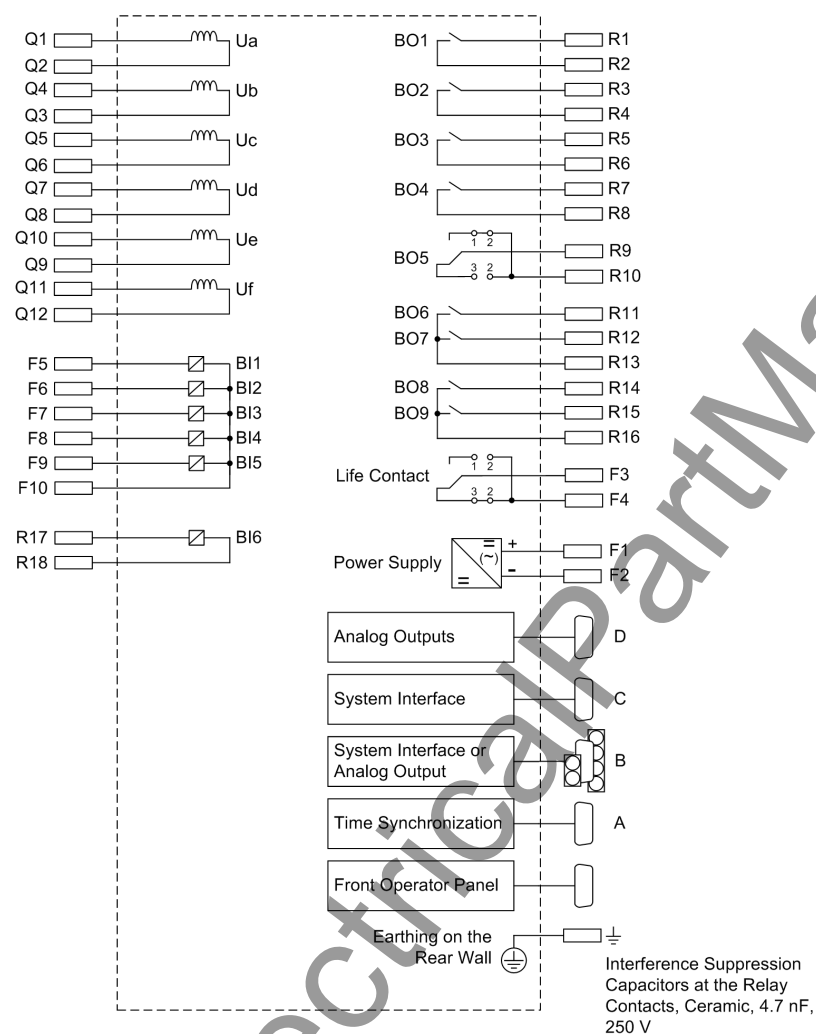 Q1
Q2
Ua
Q4
Q3
Ub
Q5
Q6
Uc
Q7
Q8
Ud
Q10
Q9
Ue
Q11
Q12
Uf
F5
BI1
F6
BI2
F7
BI3
F8
BI4
F9
BI5
F10
R17
BI6
R18
BO1
R1
R2
BO2
R3
R4
BO3
R5
R6
BO4
R7
R8
BO5
1 2
3 2
R9
R10
BO6
R11
BO7
R12
R13
BO8
R14
BO9
R15
R16
Life Contact
1 2
3 2
F3
F4
Power Supply
=
(~)
=
+
-
F1
F2
Analog Outputs
D
System Interface
C
System Interface or
Analog Output
B
Time Synchronization
A
Front Operator Panel
Earthing on the
Rear Wall
Interference Suppression
Capacitors at the Relay
Contacts, Ceramic, 4.7 nF,
250 V
ectricalPartMa